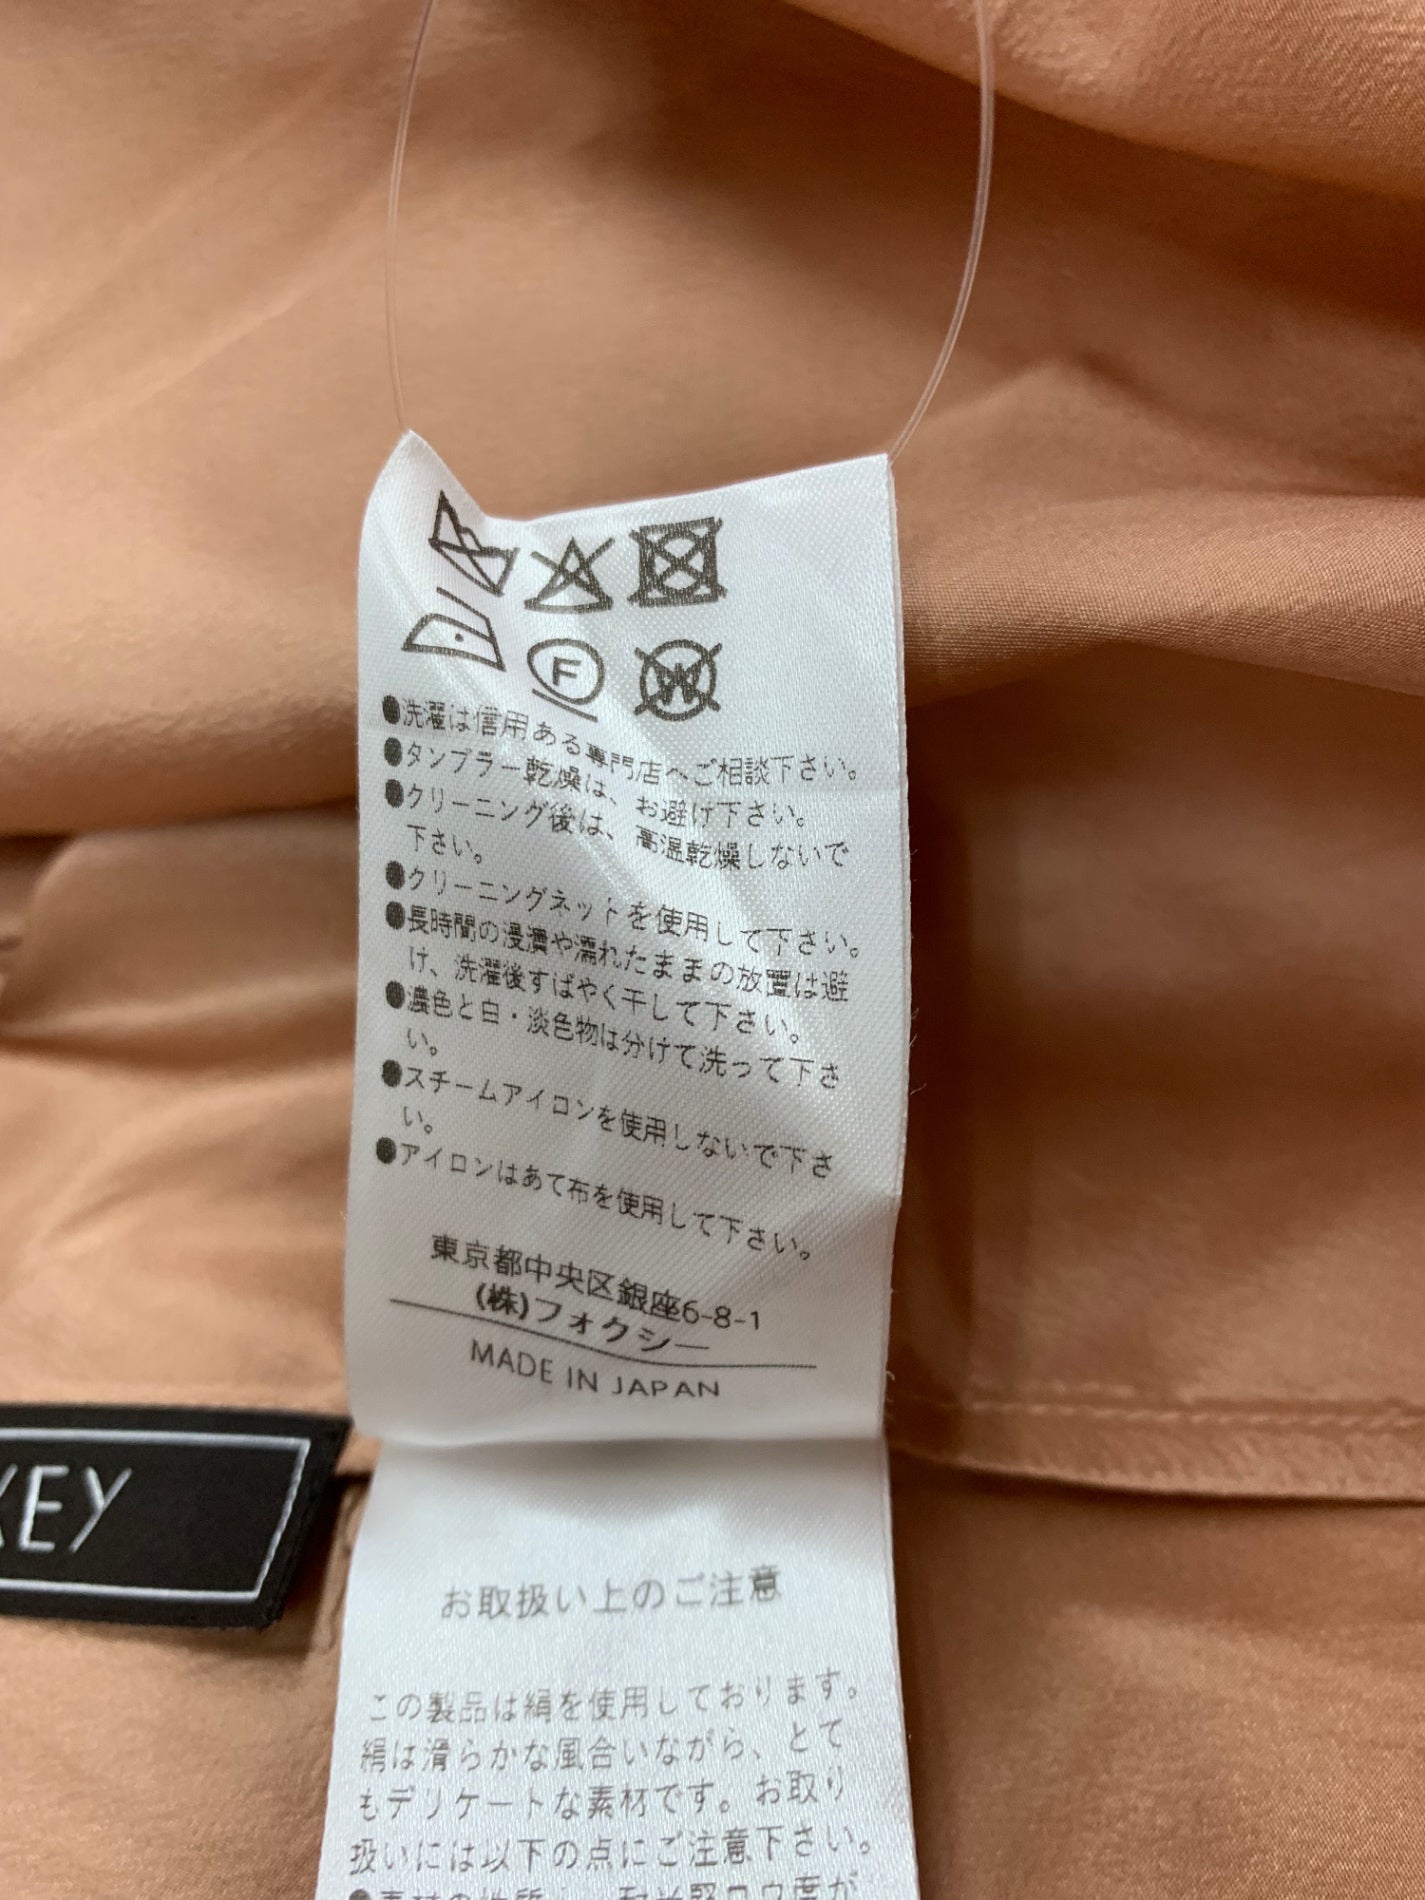 F
W
●洗濯は信用ある専門店へご相談下さい。
●タンブラー乾燥は、お避け下さい。
●クリーニング後は、高温乾燥しないで
下さい。
●クリーニングネットを使用して下さい。
●長時間の浸漬や濡れたままの放置は避
け、洗濯後すばやく干して下さい。
●濃色と白・淡色物は分けて洗って下さ
い。
●スチームアイロンを使用しないで下さ
い。
●アイロンはあて布を使用して下さい。
東京都中央区銀座6-8-1
(株)フォクシー
MADE IN JAPAN
XEY
お取扱い上のご注意
この製品は絹を使用しております。
絹は滑らかな風合いながら、とて
もデリケートな素材です。お取り
扱いには以下の点にご注意下さい。